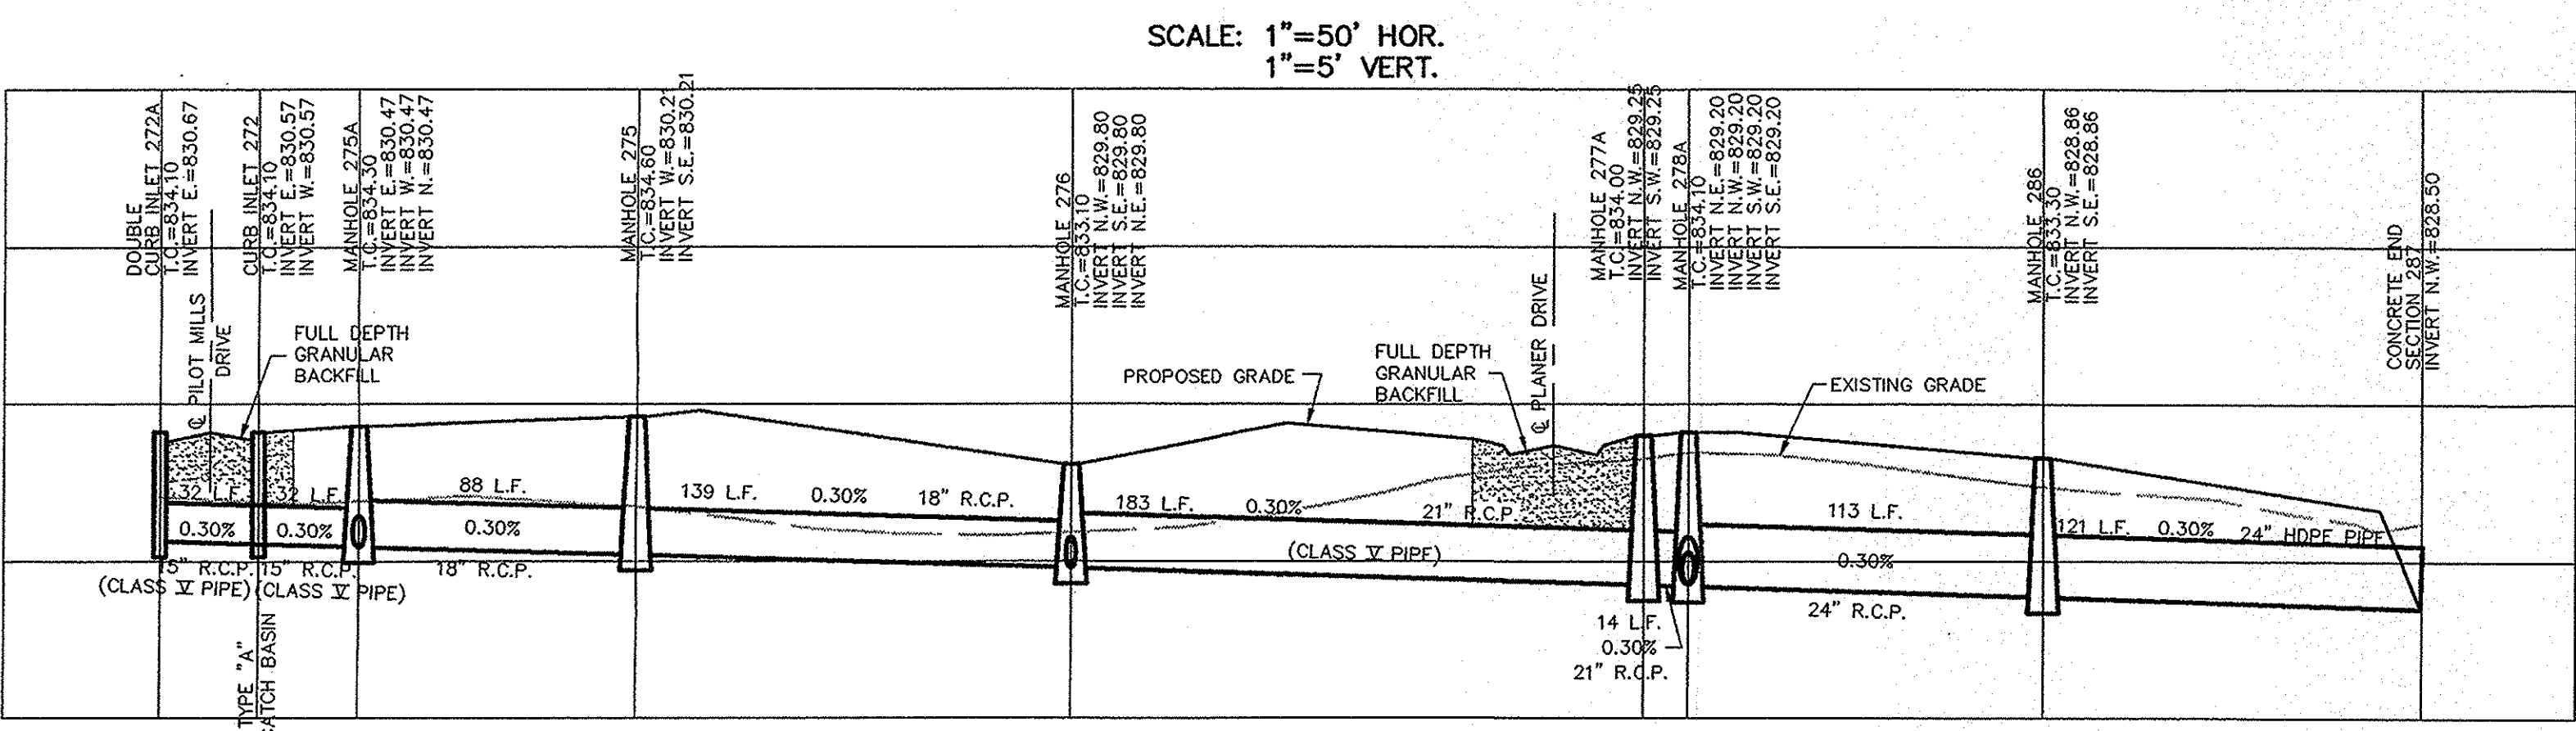 SCALE: 1"=50' HOR.
1"=5' VERT.
DOUBLE
CURB INLET 272A
T.C.=834.10
INVERT E.=830.67
℄ PILOT MILLS
DRIVE
CURB INLET 272
T.C.=834.10
INVERT E.=830.57
INVERT W.=830.57
MANHOLE 275A
T.C.=834.30
INVERT E.=830.47
INVERT W.=830.47
INVERT N.=830.47
MANHOLE 275
T.C.=834.60
INVERT W.=830.21
INVERT S.E.=830.21
MANHOLE 276
T.C.=833.10
INVERT N.W.=829.80
INVERT S.E.=829.80
INVERT N.E.=829.80
℄ PLANER DRIVE
MANHOLE 277A
T.C.=834.00
INVERT N.W.=829.25
INVERT S.W.=829.25
MANHOLE 278A
T.C.=834.10
INVERT N.E.=829.20
INVERT N.W.=829.20
INVERT S.W.=829.20
INVERT S.E.=829.20
MANHOLE 286
T.C.=833.30
INVERT N.W.=828.86
INVERT S.E.=828.86
CONCRETE END
SECTION 287
INVERT N.W.=828.50
FULL DEPTH
GRANULAR
BACKFILL
PROPOSED GRADE
FULL DEPTH
GRANULAR
BACKFILL
EXISTING GRADE
32 L.F.
0.30%
15" R.C.P.
(CLASS V PIPE)
32 L.F.
0.30%
15" R.C.P.
(CLASS V PIPE)
88 L.F.
0.30%
18" R.C.P.
139 L.F. 0.30% 18" R.C.P.
183 L.F. 0.30% 21" R.C.P.
(CLASS V PIPE)
14 L.F.
0.30%
21" R.C.P.
113 L.F.
0.30%
24" R.C.P.
121 L.F. 0.30% 24" HDPE PIPE
TYPE "A"
CATCH BASIN